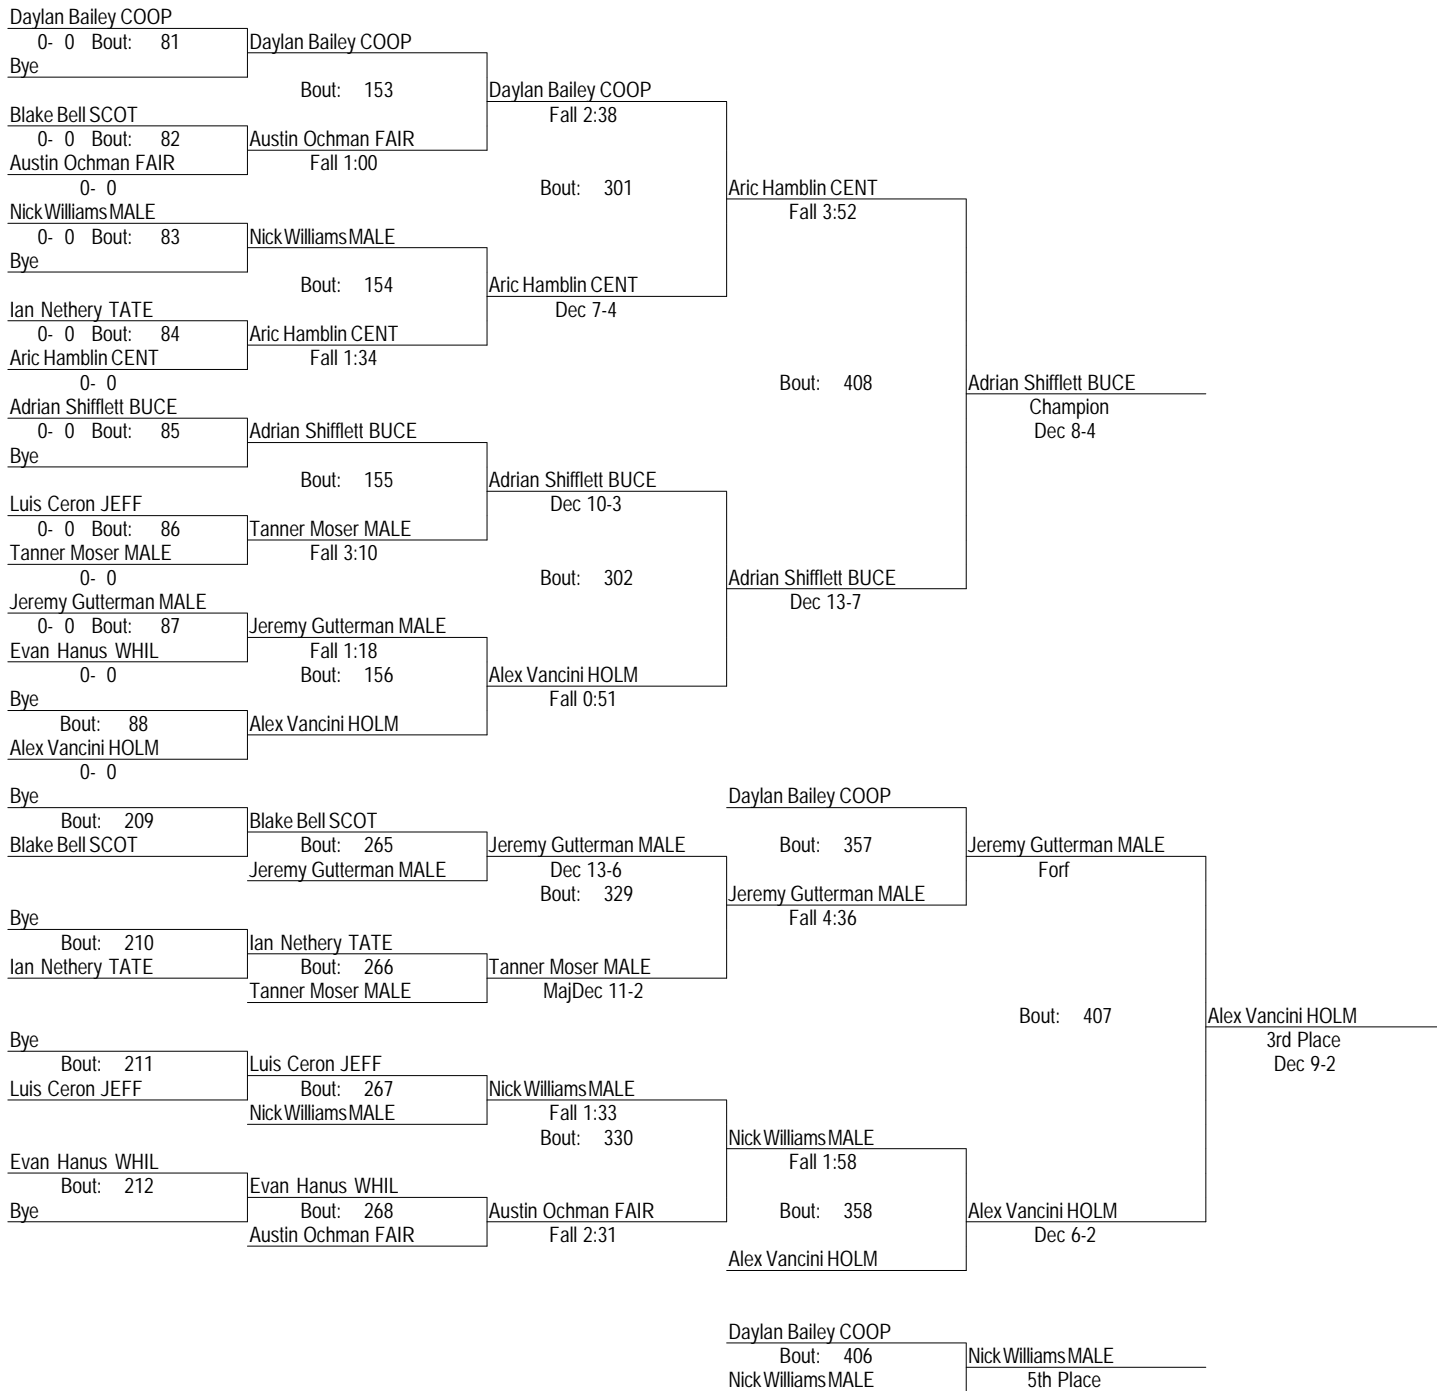 Daylan Bailey COOP
0- 0 Bout: 81
Bye
Daylan Bailey COOP
Bout: 153
Blake Bell SCOT
0- 0 Bout: 82
Austin Ochman FAIR
0- 0
Austin Ochman FAIR
Fall 1:00
Daylan Bailey COOP
Fall 2:38
Bout: 301
Nick Williams MALE
0- 0 Bout: 83
Bye
Nick Williams MALE
Bout: 154
Ian Nethery TATE
0- 0 Bout: 84
Aric Hamblin CENT
0- 0
Aric Hamblin CENT
Fall 1:34
Aric Hamblin CENT
Dec 7-4
Aric Hamblin CENT
Fall 3:52
Bout: 408
Adrian Shifflett BUCE
0- 0 Bout: 85
Bye
Adrian Shifflett BUCE
Bout: 155
Luis Ceron JEFF
0- 0 Bout: 86
Tanner Moser MALE
0- 0
Tanner Moser MALE
Fall 3:10
Adrian Shifflett BUCE
Dec 10-3
Bout: 302
Jeremy Gutterman MALE
0- 0 Bout: 87
Evan Hanus WHIL
0- 0
Jeremy Gutterman MALE
Fall 1:18
Bout: 156
Bye
Bout: 88
Alex Vancini HOLM
0- 0
Alex Vancini HOLM
Alex Vancini HOLM
Fall 0:51
Adrian Shifflett BUCE
Dec 13-7
Adrian Shifflett BUCE
Champion
Dec 8-4
Bye
Bout: 209
Blake Bell SCOT
Blake Bell SCOT
Bout: 265
Jeremy Gutterman MALE
Jeremy Gutterman MALE
Dec 13-6
Bout: 329
Bye
Bout: 210
Ian Nethery TATE
Ian Nethery TATE
Bout: 266
Tanner Moser MALE
Tanner Moser MALE
MajDec 11-2
Daylan Bailey COOP
Bout: 357
Jeremy Gutterman MALE
Fall 4:36
Jeremy Gutterman MALE
Forf
Bout: 407
Bye
Bout: 211
Luis Ceron JEFF
Luis Ceron JEFF
Bout: 267
Nick Williams MALE
Nick Williams MALE
Fall 1:33
Bout: 330
Evan Hanus WHIL
Bout: 212
Bye
Evan Hanus WHIL
Bout: 268
Austin Ochman FAIR
Austin Ochman FAIR
Fall 2:31
Nick Williams MALE
Fall 1:58
Bout: 358
Alex Vancini HOLM
Alex Vancini HOLM
Dec 6-2
Alex Vancini HOLM
3rd Place
Dec 9-2
Daylan Bailey COOP
Bout: 406
Nick Williams MALE
Nick Williams MALE
5th Place